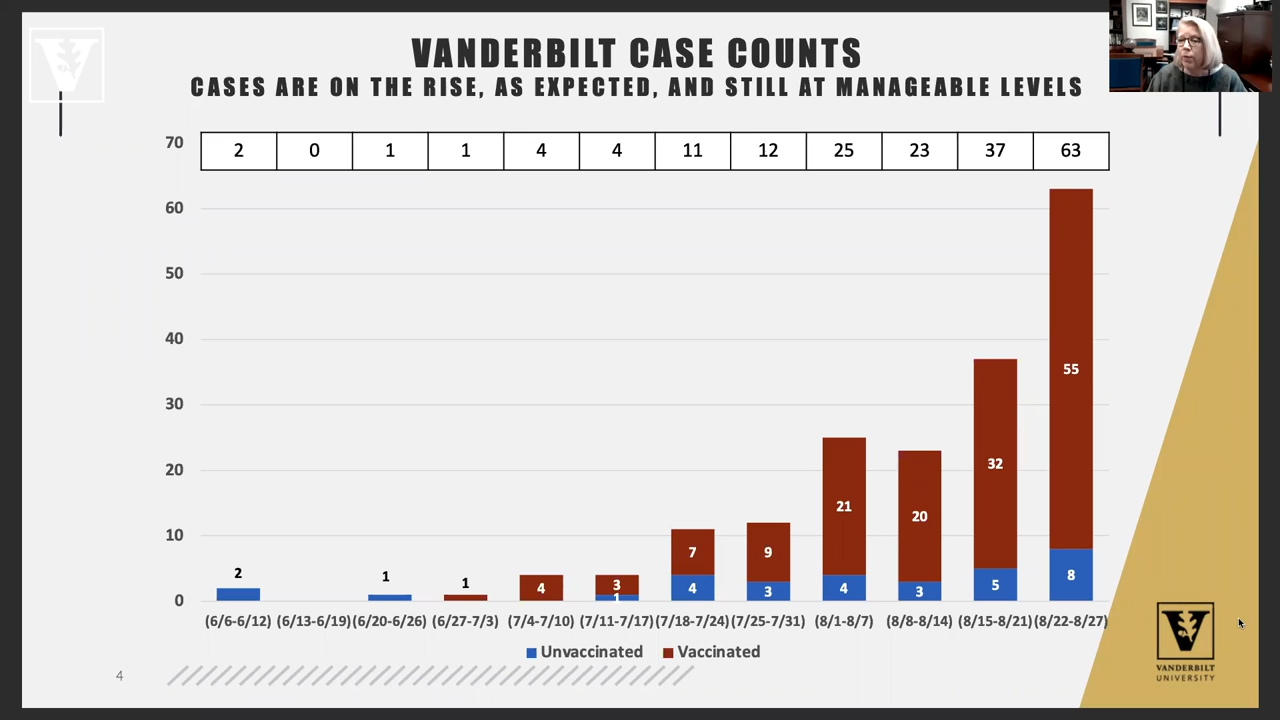 VANDERBILT CASE COUNTS
CASES ARE ON THE RISE, AS EXPECTED, AND STILL AT MANAGEABLE LEVELS
70 2 0 1 1 4 4 11 12 25 23 37 63
60
50
40
30
20
10
0
2
1
1
4
3
1
7
4
9
3
21
4
20
3
32
5
55
8
(6/6-6/12) (6/13-6/19) (6/20-6/26) (6/27-7/3) (7/4-7/10) (7/11-7/17) (7/18-7/24) (7/25-7/31) (8/1-8/7) (8/8-8/14) (8/15-8/21) (8/22-8/27)
Unvaccinated Vaccinated
4
V
V
VANDERBILT
UNIVERSITY